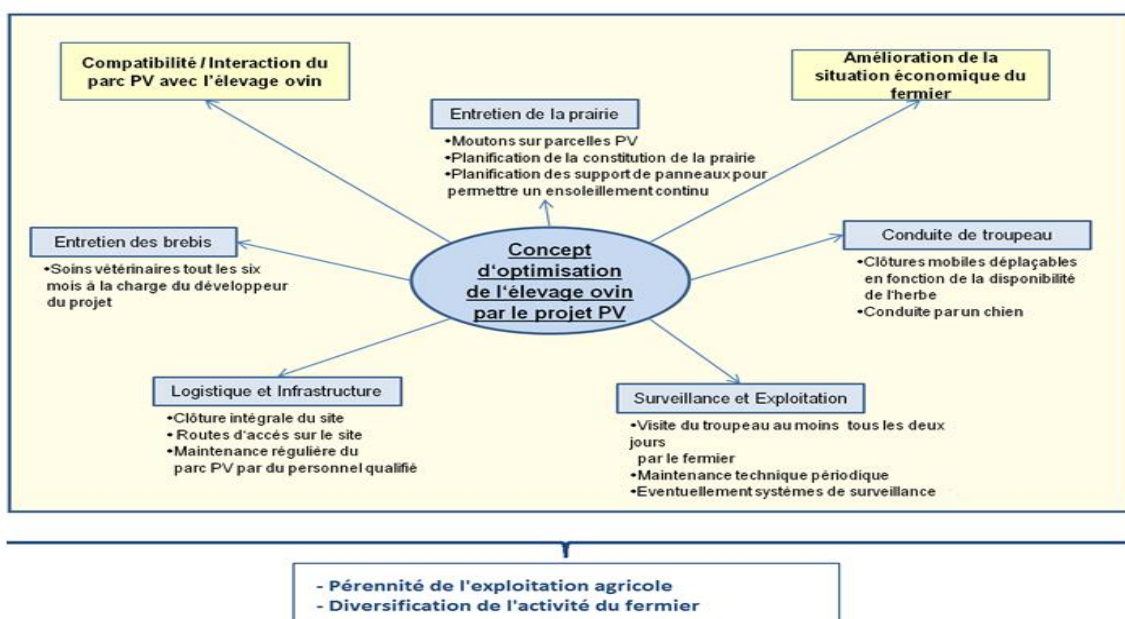 Compatibilité / Interaction du
parc PV avec l'élevage ovin
Amélioration de la
situation économique du
fermier
Entretien de la prairie
•Moutons sur parcelles PV
•Planification de la constitution de la prairie
•Planification des support de panneaux pour
permettre un ensoleillement continu
Entretien des brebis
•Soins vétérinaires tout les six
mois à la charge du développeur
du projet
Concept
d'optimisation
de l'élevage ovin
par le projet PV
Conduite de troupeau
•Clôtures mobiles déplaçables
en fonction de la disponibilité
de l'herbe
•Conduite par un chien
Logistique et Infrastructure
•Clôture intégrale du site
•Routes d'accés sur le site
•Maintenance réguliére du
parc PV par du personnel qualifié
Surveillance et Exploitation
•Visite du troupeau au moins tous les deux
jours
par le fermier
•Maintenance technique périodique
•Eventuellement systèmes de surveillance
- Pérennité de l'exploitation agricole
- Diversification de l'activité du fermier